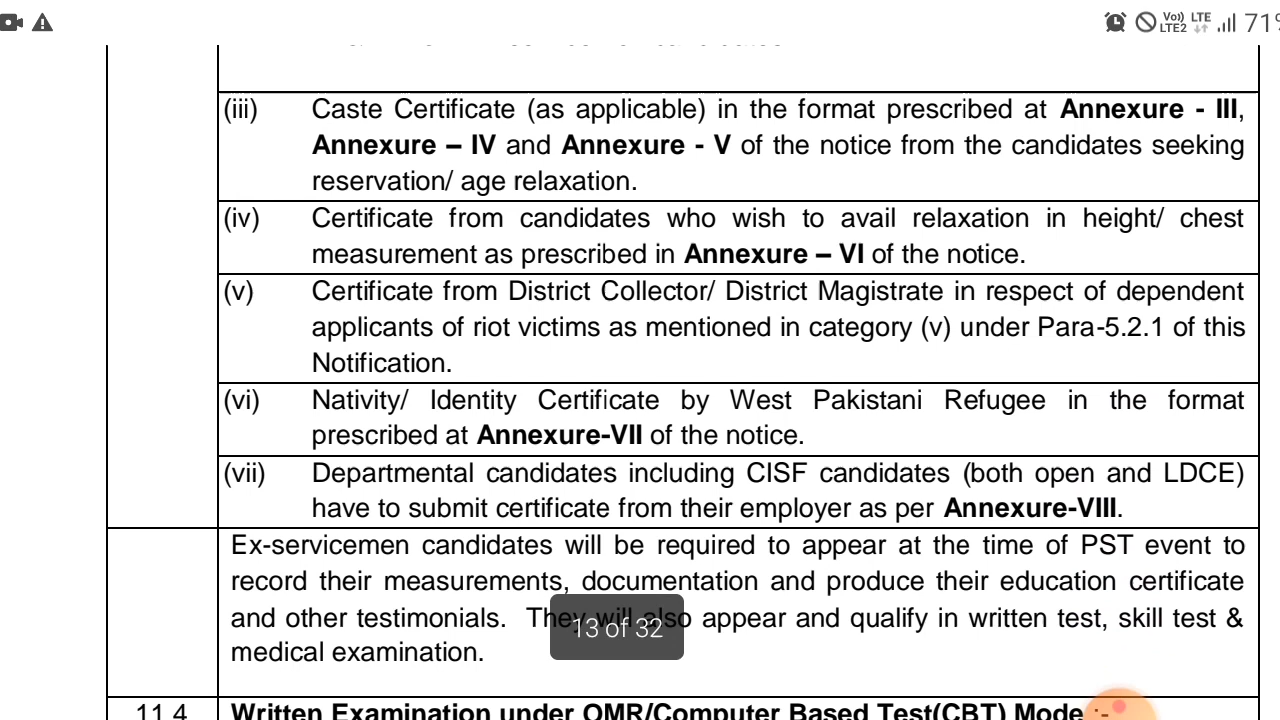 Vo)) LTE
LTE2
71%
(iii) Caste Certificate (as applicable) in the format prescribed at Annexure - III,
Annexure – IV and Annexure - V of the notice from the candidates seeking
reservation/ age relaxation.
(iv) Certificate from candidates who wish to avail relaxation in height/ chest
measurement as prescribed in Annexure – VI of the notice.
(v) Certificate from District Collector/ District Magistrate in respect of dependent
applicants of riot victims as mentioned in category (v) under Para-5.2.1 of this
Notification.
(vi) Nativity/ Identity Certificate by West Pakistani Refugee in the format
prescribed at Annexure-VII of the notice.
(vii) Departmental candidates including CISF candidates (both open and LDCE)
have to submit certificate from their employer as per Annexure-VIII.
Ex-servicemen candidates will be required to appear at the time of PST event to
record their measurements, documentation and produce their education certificate
and other testimonials. They will also appear and qualify in written test, skill test &
13 of 32
medical examination.
11.4 Written Examination under OMR/Computer Based Test(CBT) Mode :-